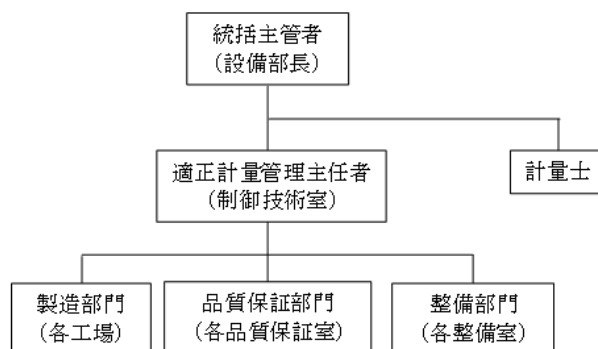 統括主管者
(設備部長)
適正計量管理主任者
(制御技術室)
計量士
製造部門
(各工場)
品質保証部門
(各品質保証室)
整備部門
(各整備室)